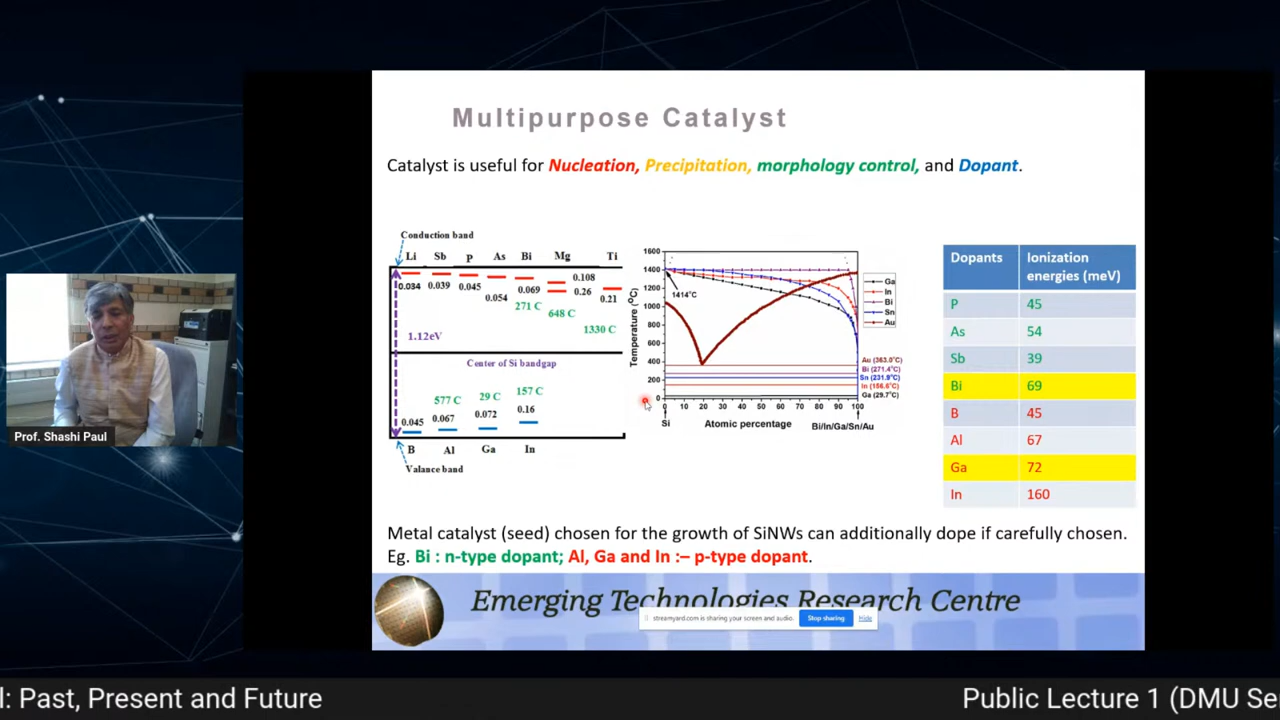 Multipurpose Catalyst
Catalyst is useful for Nucleation, Precipitation, morphology control, and Dopant.
Conduction band
Li Sb P As Bi Mg Ti
0.034 0.039 0.045 0.054 0.069 0.108 0.26 0.21
271 C 648 C 1330 C
1.12eV
Center of Si bandgap
577 C 29 C 157 C
0.045 0.067 0.072 0.16
B Al Ga In
Valance band
Temperature (°C)
1600
1400
1200
1000
800
600
400
200
0
1414°C
Ga
In
Bi
Sn
Au
Au (363.0°C)
Bi (271.4°C)
Sn (231.9°C)
In (156.6°C)
Ga (29.7°C)
0 10 20 30 40 50 60 70 80 90 100
Si Atomic percentage Bi/In/Ga/Sn/Au
Dopants Ionization energies (meV)
P 45
As 54
Sb 39
Bi 69
B 45
Al 67
Ga 72
In 160
Metal catalyst (seed) chosen for the growth of SiNWs can additionally dope if carefully chosen.
Eg. Bi : n-type dopant; Al, Ga and In :– p-type dopant.
Emerging Technologies Research Centre
streamyard.com is sharing your screen and audio. Stop sharing Hide
Prof. Shashi Paul
l: Past, Present and Future Public Lecture 1 (DMU Se